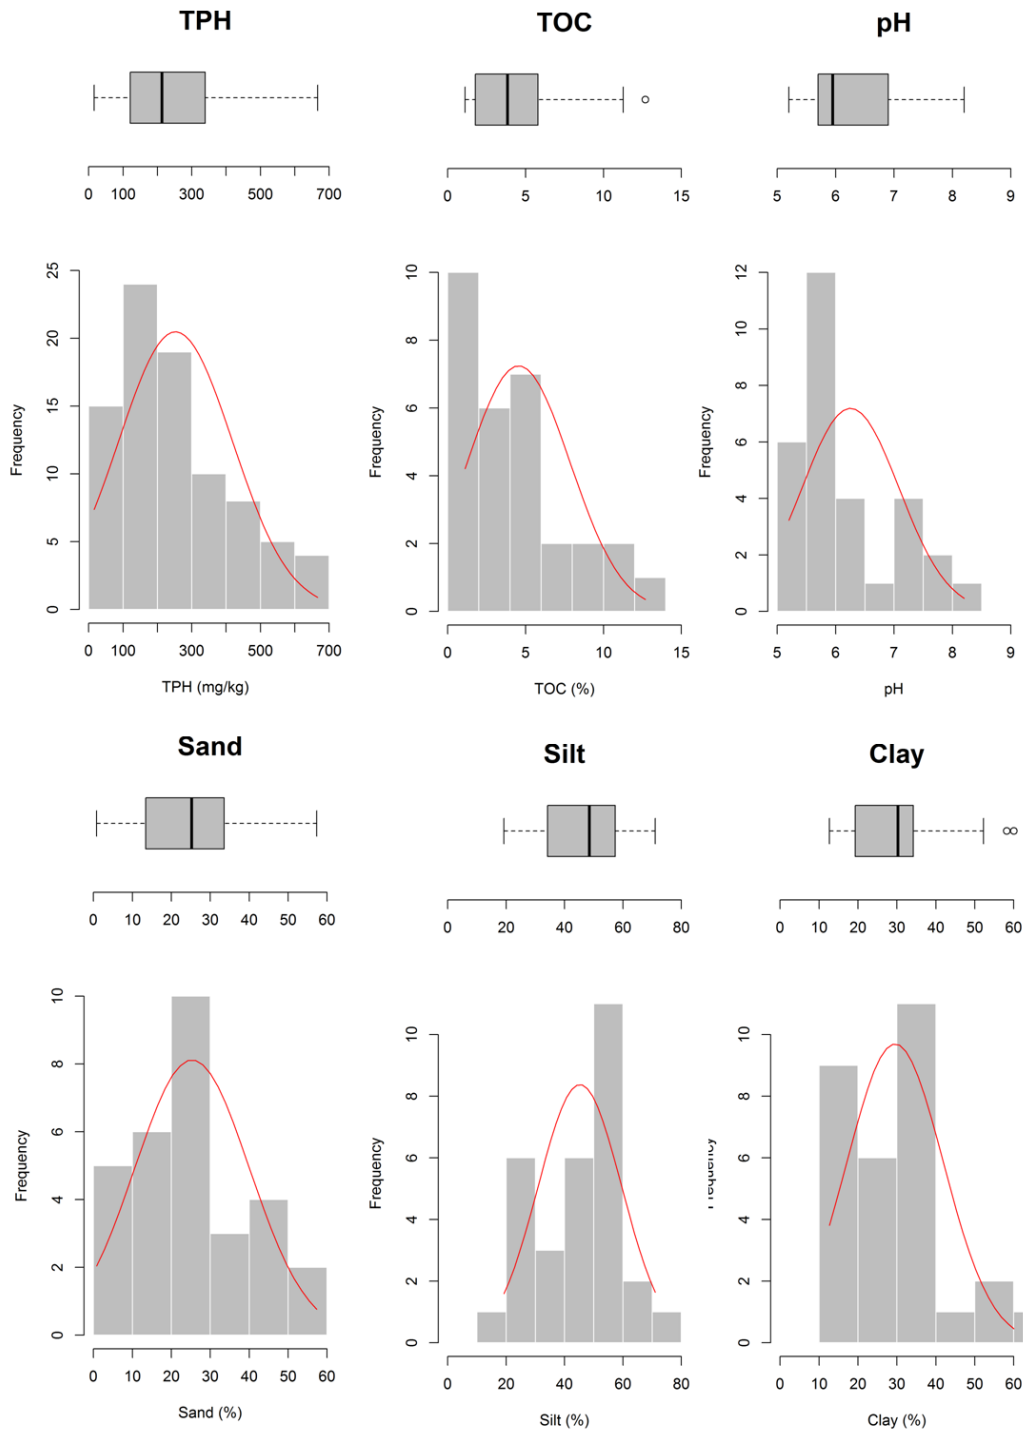 TPH
TOC
pH
0 100 300 500 700
0 5 10 15
5 6 7 8 9
Frequency
0 5 10 15 20 25
0 100 300 500 700
TPH (mg/kg)
Frequency
0 2 4 6 8 10
0 5 10 15
TOC (%)
Frequency
0 2 4 6 8 10 12
5 6 7 8 9
pH
Sand
Silt
Clay
0 10 20 30 40 50 60
0 20 40 60 80
0 10 20 30 40 50 60
Frequency
0 2 4 6 8 10
0 10 20 30 40 50 60
Sand (%)
Frequency
0 2 4 6 8 10
0 20 40 60 80
Silt (%)
Frequency
0 2 4 6 8 10
0 10 20 30 40 50 60
Clay (%)